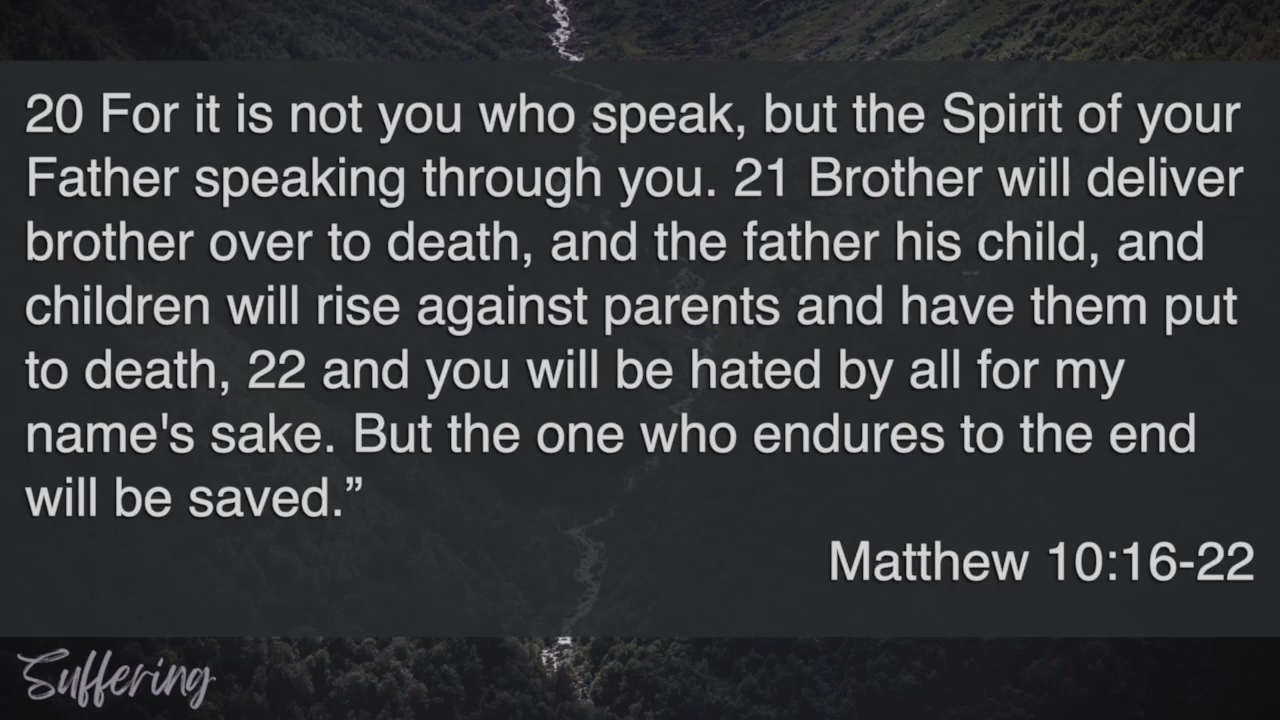 20 For it is not you who speak, but the Spirit of your
Father speaking through you. 21 Brother will deliver
brother over to death, and the father his child, and
children will rise against parents and have them put
to death, 22 and you will be hated by all for my
name's sake. But the one who endures to the end
will be saved.”
Matthew 10:16-22
Suffering